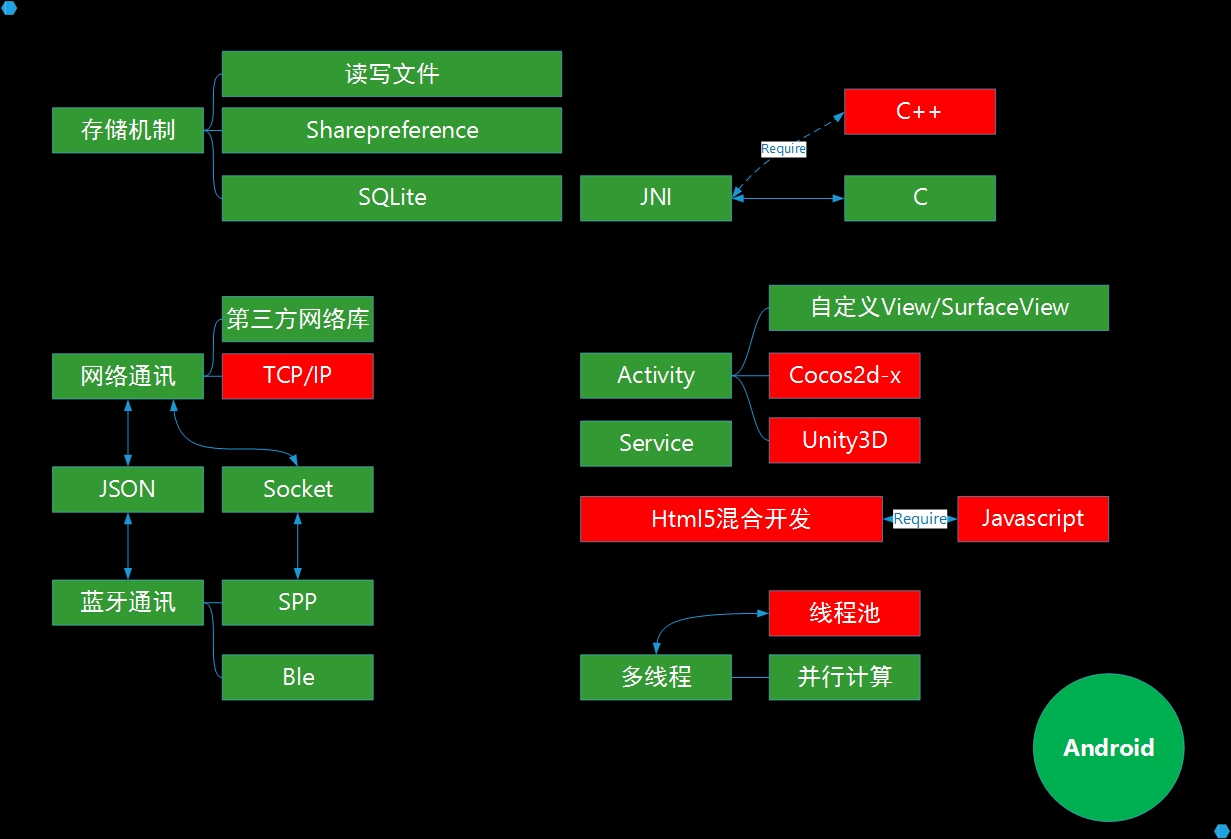 读写文件
存储机制
Sharepreference
SQLite
C++
Require
JNI
C
第三方网络库
网络通讯
TCP/IP
JSON
Socket
蓝牙通讯
SPP
Ble
自定义View/SurfaceView
Activity
Cocos2d-x
Service
Unity3D
Html5混合开发
Require
Javascript
线程池
多线程
并行计算
Android